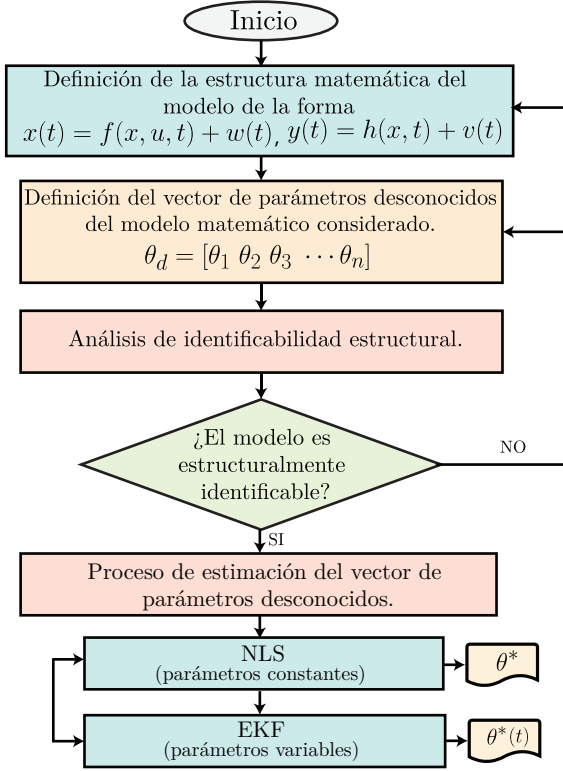 Inicio
Definición de la estructura matemática del
modelo de la forma
x(t) = f(x, u, t) + w(t), y(t) = h(x, t) + v(t)
Definición del vector de parámetros desconocidos
del modelo matemático considerado.
θ_d = [θ_1 θ_2 θ_3 ⋯ θ_n]
Análisis de identificabilidad estructural.
¿El modelo es
estructuralmente
identificable?
NO
SI
Proceso de estimación del vector de
parámetros desconocidos.
NLS
(parámetros constantes)
θ*
EKF
(parámetros variables)
θ*(t)